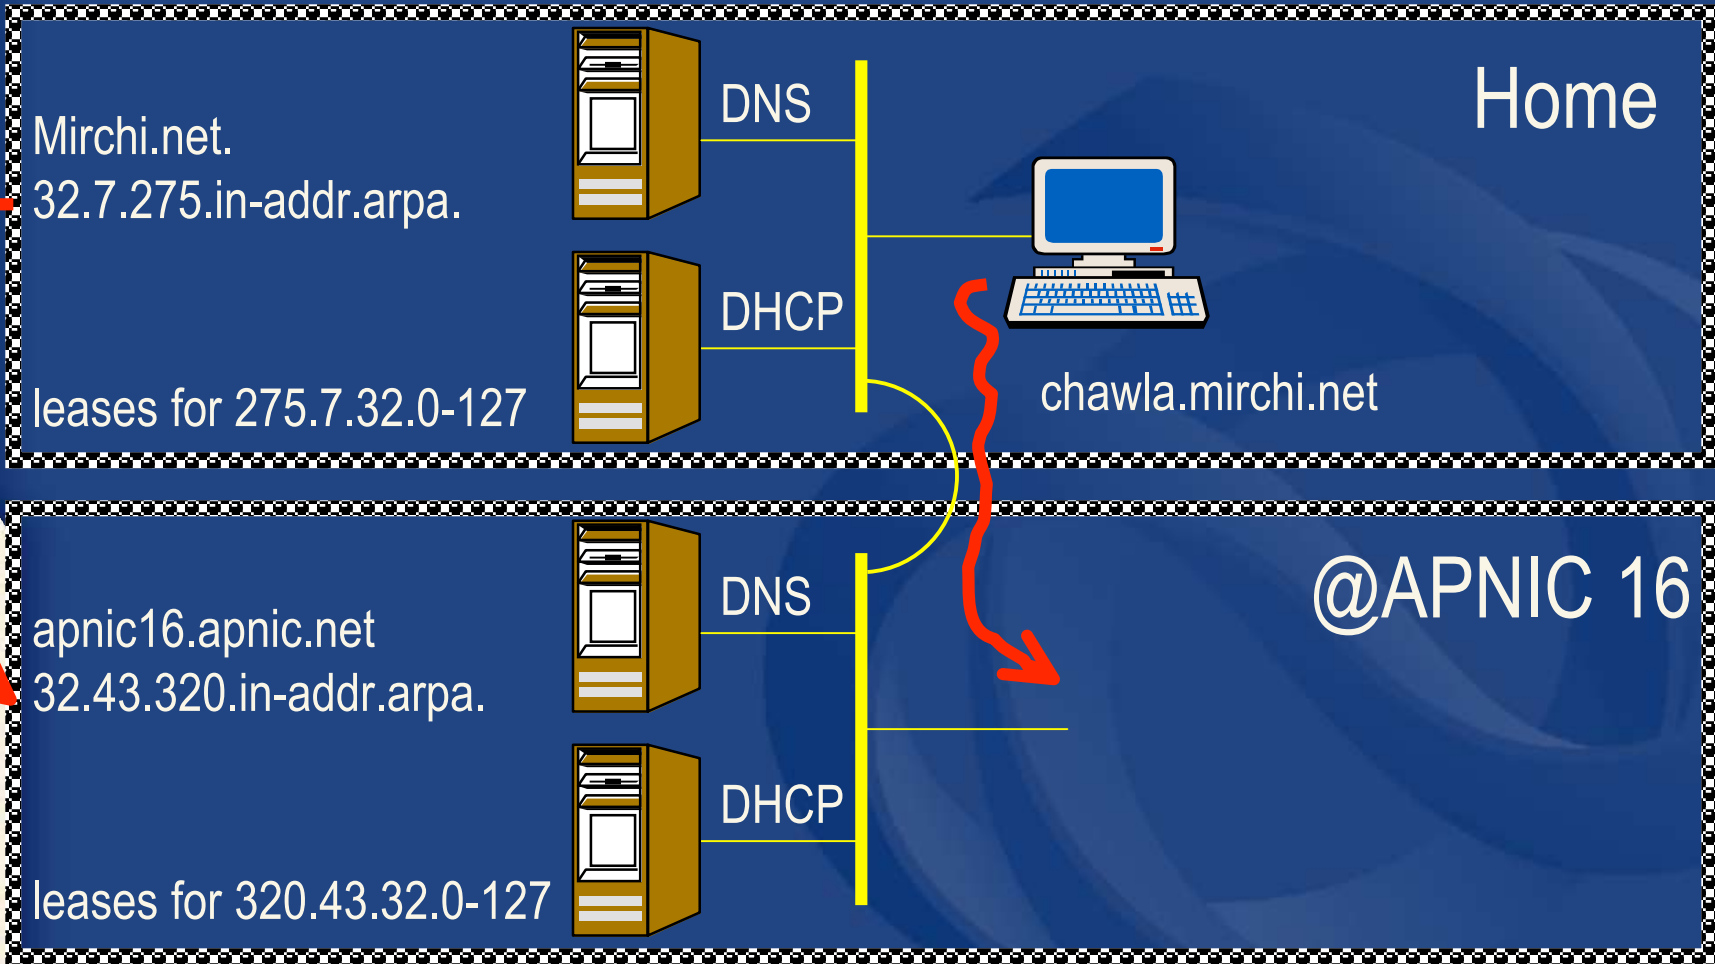 Home
DNS
Mirchi.net.
32.7.275.in-addr.arpa.
DHCP
leases for 275.7.32.0-127
chawla.mirchi.net
@APNIC 16
DNS
apnic16.apnic.net
32.43.320.in-addr.arpa.
DHCP
leases for 320.43.32.0-127